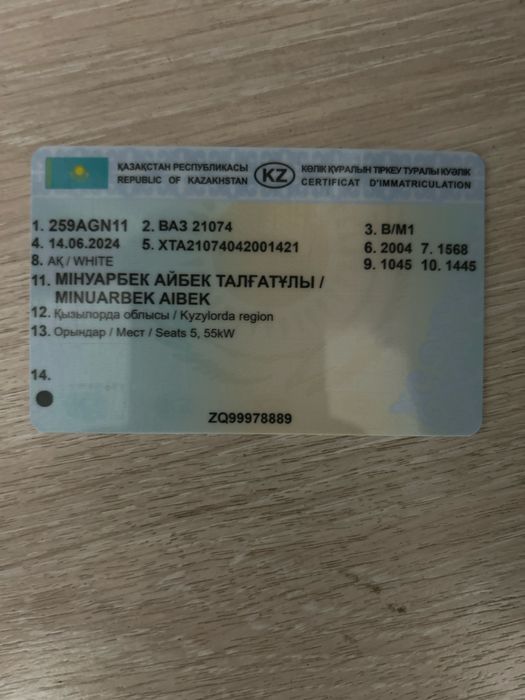 ҚАЗАҚСТАН РЕСПУБЛИКАСЫ
REPUBLIC OF KAZAKHSTAN
KZ
КӨЛІК ҚҰРАЛЫН ТІРКЕУ ТУРАЛЫ КУӘЛІК
CERTIFICAT D'IMMATRICULATION
1. 259AGN11 2. ВАЗ 21074 3. B/M1
4. 14.06.2024 5. XTA21074042001421 6. 2004 7. 1568
8. АҚ / WHITE 9. 1045 10. 1445
11. МІНУАРБЕК АЙБЕК ТАЛҒАТҰЛЫ /
MINUARBEK AIBEK
12. Қызылорда облысы / Kyzylorda region
13. Орындар / Мест / Seats 5, 55kW
14.
ZQ99978889